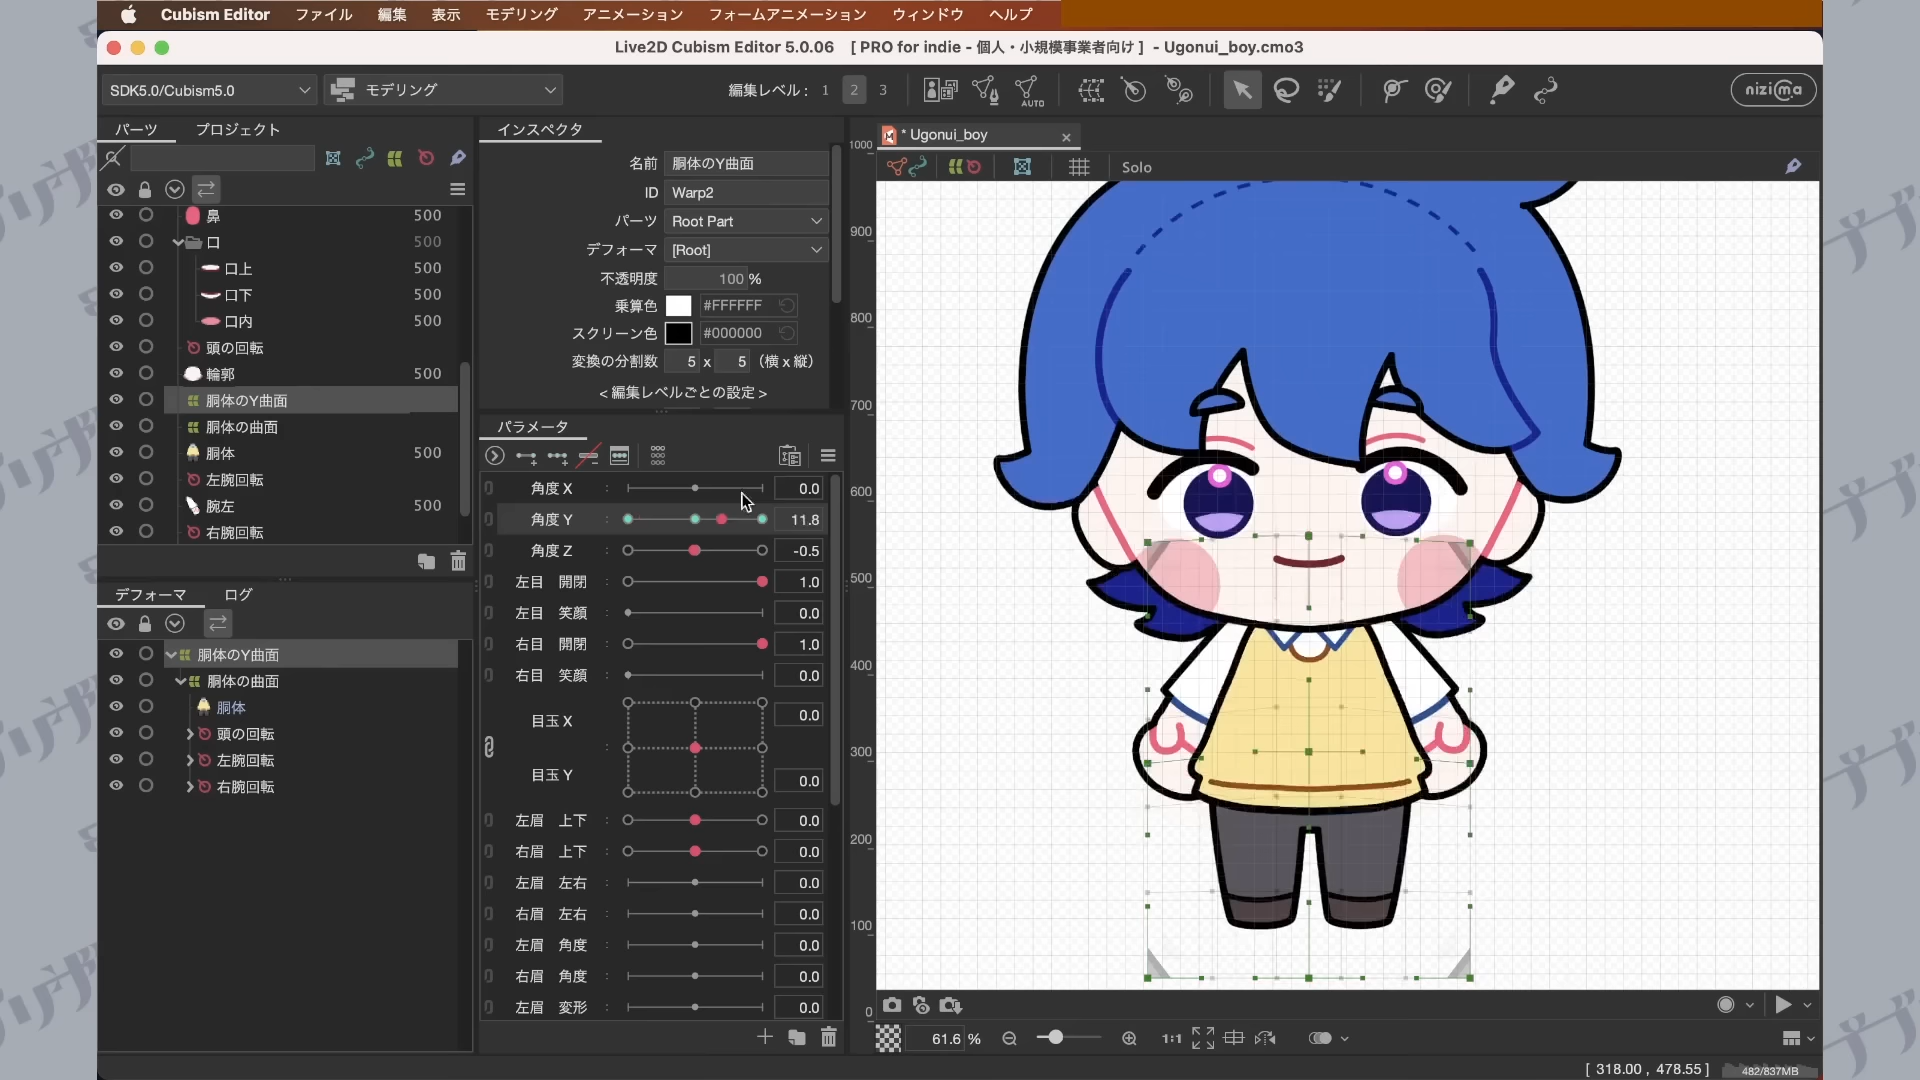 Cubism Editor ファイル 編集 表示 モデリング アニメーション フォームアニメーション ウィンドウ ヘルプ
Live2D Cubism Editor 5.0.06 [ PRO for indie - 個人・小規模事業者向け ] - Ugonui_boy.cmo3
SDK5.0/Cubism5.0
モデリング
編集レベル : 1 2 3
AUTO
nizima
パーツ プロジェクト
鼻 500
口 500
口上 500
口下 500
口内 500
頭の回転
輪郭 500
胴体のY曲面
胴体の曲面
胴体 500
左腕回転
腕左 500
右腕回転
デフォーマ ログ
胴体のY曲面
胴体の曲面
胴体
頭の回転
左腕回転
右腕回転
インスペクタ
名前 胴体のY曲面
ID Warp2
パーツ Root Part
デフォーマ [Root]
不透明度 100 %
乗算色 #FFFFFF
スクリーン色 #000000
変換の分割数 5 x 5 (横 x 縦)
< 編集レベルごとの設定 >
パラメータ
角度 X : 0.0
角度 Y : 11.8
角度 Z : -0.5
左目 開閉 : 1.0
左目 笑顔 : 0.0
右目 開閉 : 1.0
右目 笑顔 : 0.0
目玉 X 0.0
:
目玉 Y 0.0
左眉 上下 : 0.0
右眉 上下 : 0.0
左眉 左右 : 0.0
右眉 左右 : 0.0
左眉 角度 : 0.0
右眉 角度 : 0.0
左眉 変形 : 0.0
* Ugonui_boy
Solo
1000
900
800
700
600
500
400
300
200
100
0
61.6 %
1:1
[ 318.00 , 478.55 ] 482/837MB